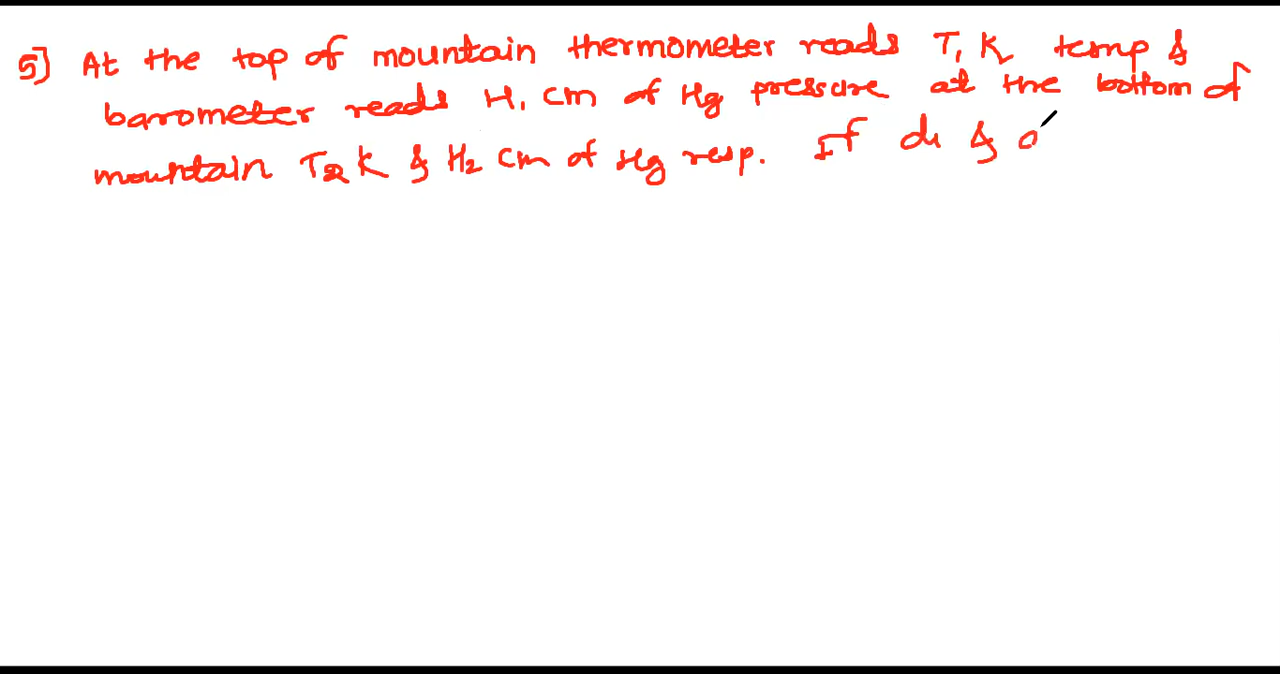 5] At the top of mountain thermometer reads T₁ K temp &
barometer reads H₁ cm of Hg pressure at the bottom of
mountain T₂ K & H₂ cm of Hg resp. If d₁ &